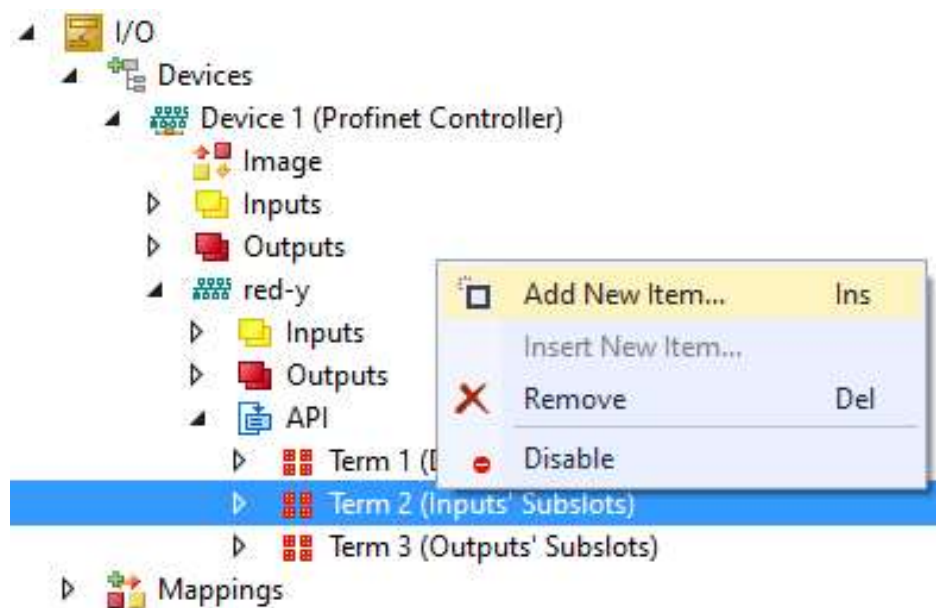 I/O
Devices
Device 1 (Profinet Controller)
Image
Inputs
Outputs
red-y
Inputs
Outputs
API
Term 1 (
Term 2 (Inputs' Subslots)
Term 3 (Outputs' Subslots)
Mappings
Add New Item... Ins
Insert New Item...
Remove Del
Disable